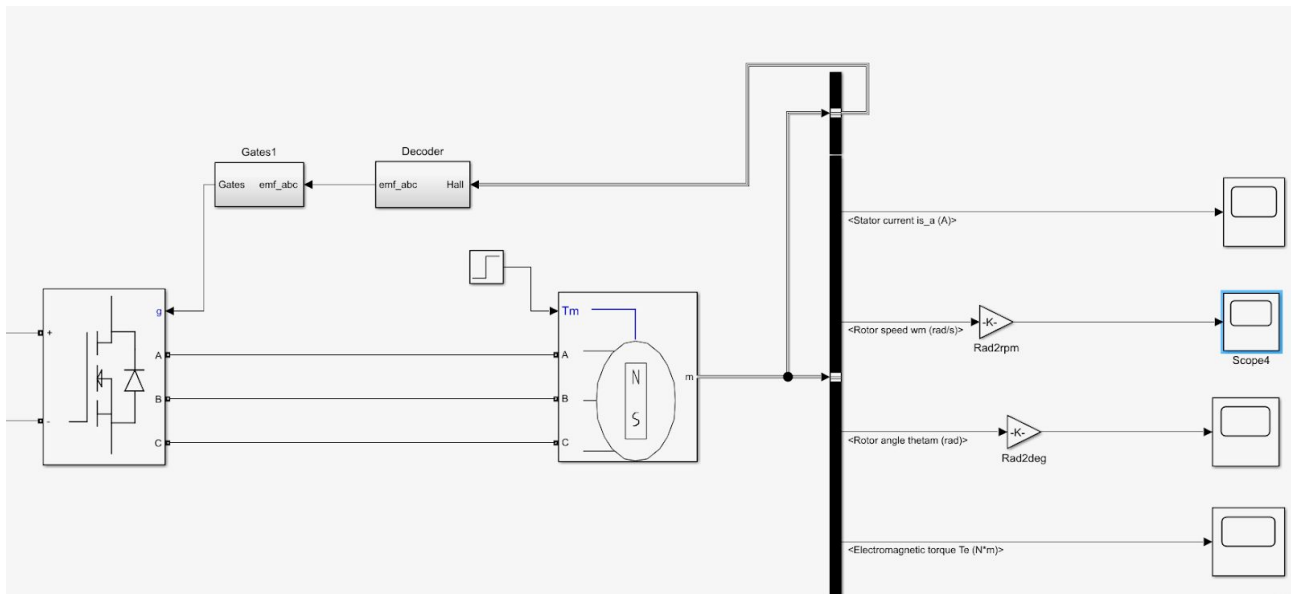 Gates1
Decoder
Gates
emf_abc
emf_abc
Hall
<Stator current is_a (A)>
g
Tm
+
<Rotor speed wm (rad/s)>
-K-
Rad2rpm
Scope4
A
A
N
m
B
B
S
-
C
C
<Rotor angle thetam (rad)>
-K-
Rad2deg
<Electromagnetic torque Te (N*m)>